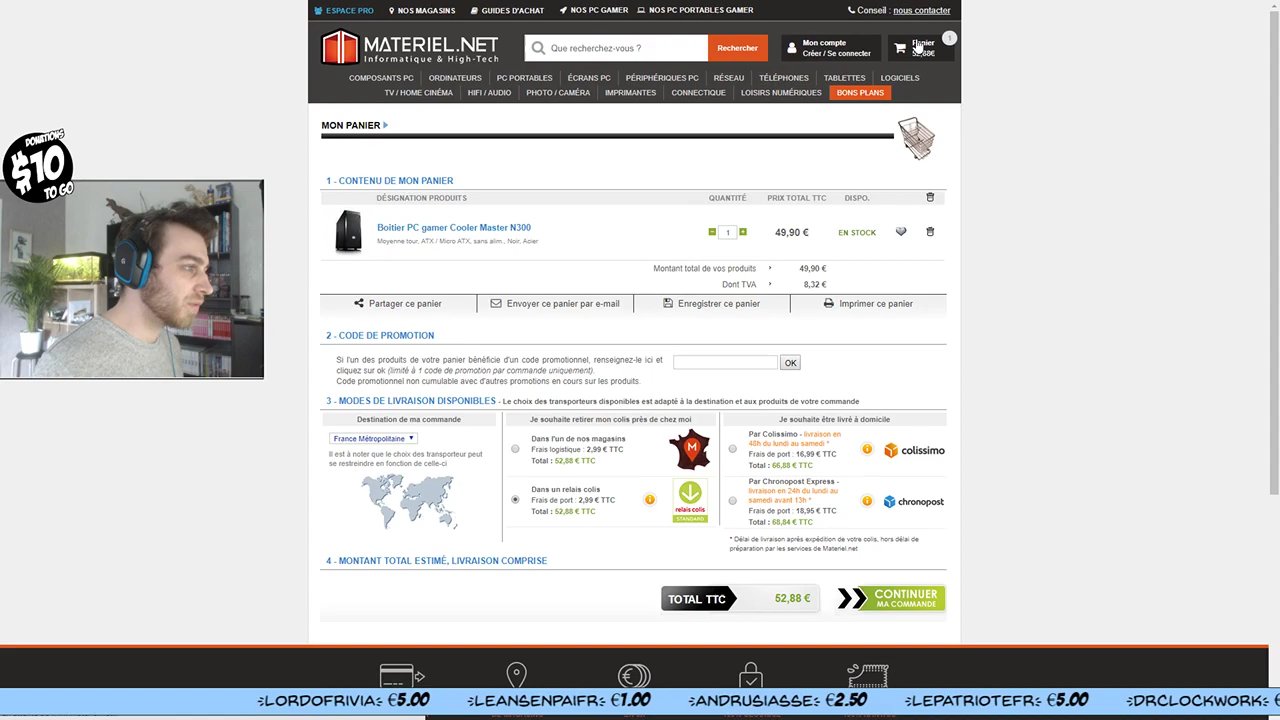 ESPACE PRO NOS MAGASINS GUIDES D'ACHAT NOS PC GAMER NOS PC PORTABLES GAMER Conseil : nous contacter
MATERIEL.NET
Informatique & High-Tech
Que recherchez-vous ?
Rechercher
Mon compte
Créer / Se connecter
Panier
1
COMPOSANTS PC ORDINATEURS PC PORTABLES ÉCRANS PC PÉRIPHÉRIQUES PC RÉSEAU TÉLÉPHONES TABLETTES LOGICIELS
TV / HOME CINÉMA HIFI / AUDIO PHOTO / CAMÉRA IMPRIMANTES CONNECTIQUE LOISIRS NUMÉRIQUES BONS PLANS
DONATIONS
$10
TO GO
MON PANIER
1 - CONTENU DE MON PANIER
DÉSIGNATION PRODUITS QUANTITÉ PRIX TOTAL TTC DISPO.
Boîtier PC gamer Cooler Master N300
Moyenne tour, ATX / Micro ATX, sans alim., Noir, Acier
1
49,90 €
EN STOCK
Montant total de vos produits 49,90 €
Dont TVA 8,32 €
Partager ce panier Envoyer ce panier par e-mail Enregistrer ce panier Imprimer ce panier
2 - CODE DE PROMOTION
Si l'un des produits de votre panier bénéficie d'un code promotionnel, renseignez-le ici et
cliquez sur ok (limité à 1 code de promotion par commande uniquement).
Code promotionnel non cumulable avec d'autres promotions en cours sur les produits.
OK
3 - MODES DE LIVRAISON DISPONIBLES - Le choix des transporteurs disponibles est adapté à la destination et aux produits de votre commande
Destination de ma commande
France Métropolitaine
Il est à noter que le choix des transporteur peut
se restreindre en fonction de celle-ci
Je souhaite retirer mon colis près de chez moi
Dans l'un de nos magasins
Frais logistique : 2,99 € TTC
Total : 52,88 € TTC
M
Dans un relais colis
Frais de port : 2,99 € TTC
Total : 52,88 € TTC
relais colis
STANDARD
Je souhaite être livré à domicile
Par Colissimo - livraison en
48h du lundi au samedi *
Frais de port : 16,99 € TTC
Total : 66,88 € TTC
colissimo
Par Chronopost Express -
livraison en 24h du lundi au
samedi avant 13h *
Frais de port : 18,95 € TTC
Total : 68,84 € TTC
chronopost
* Délai de livraison après expédition de votre colis, hors délai de
préparation par les services de Materiel.net
4 - MONTANT TOTAL ESTIMÉ, LIVRAISON COMPRISE
TOTAL TTC 52,88 €
CONTINUER
MA COMMANDE
LORDOFRIVIA: €5.00 LEANSENPAIFR: €1.00 ANDRUSIASSE: €2.50 LEPATRIOTEFR: €5.00 DRCLOCKWORK: